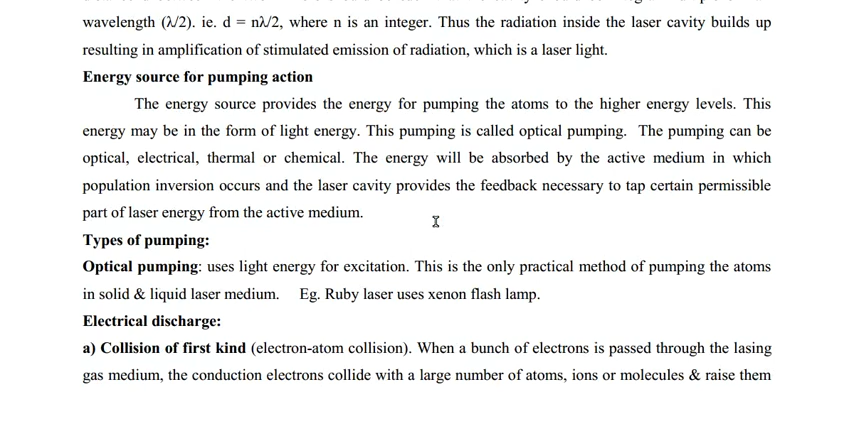 wavelength (λ/2). ie. d = nλ/2, where n is an integer. Thus the radiation inside the laser cavity builds up
resulting in amplification of stimulated emission of radiation, which is a laser light.
Energy source for pumping action
The energy source provides the energy for pumping the atoms to the higher energy levels. This
energy may be in the form of light energy. This pumping is called optical pumping. The pumping can be
optical, electrical, thermal or chemical. The energy will be absorbed by the active medium in which
population inversion occurs and the laser cavity provides the feedback necessary to tap certain permissible
part of laser energy from the active medium.
Types of pumping:
Optical pumping: uses light energy for excitation. This is the only practical method of pumping the atoms
in solid & liquid laser medium. Eg. Ruby laser uses xenon flash lamp.
Electrical discharge:
a) Collision of first kind (electron-atom collision). When a bunch of electrons is passed through the lasing
gas medium, the conduction electrons collide with a large number of atoms, ions or molecules & raise them